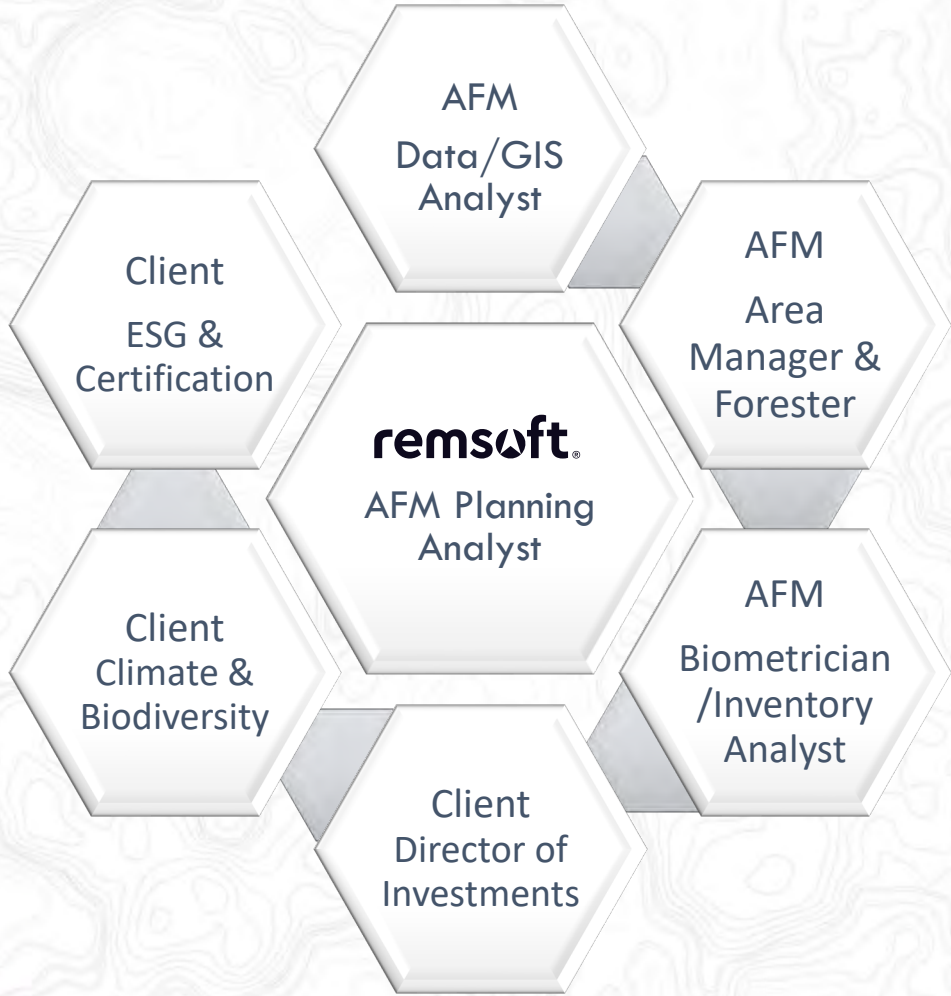 AFM
Data/GIS
Analyst
Client
ESG &
Certification
AFM
Area
Manager &
Forester
remsoft®
AFM Planning
Analyst
Client
Climate &
Biodiversity
AFM
Biometrician
/Inventory
Analyst
Client
Director of
Investments